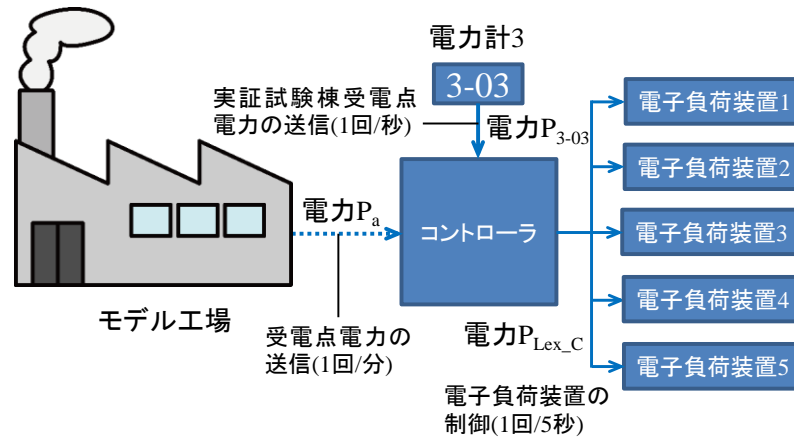 電力計3
3-03
実証試験棟受電点
電力の送信(1回/秒)
電力P3-03
電力Pa
コントローラ
モデル工場
受電点電力の
送信(1回/分)
電力PLex_C
電子負荷装置の
制御(1回/5秒)
電子負荷装置1
電子負荷装置2
電子負荷装置3
電子負荷装置4
電子負荷装置5